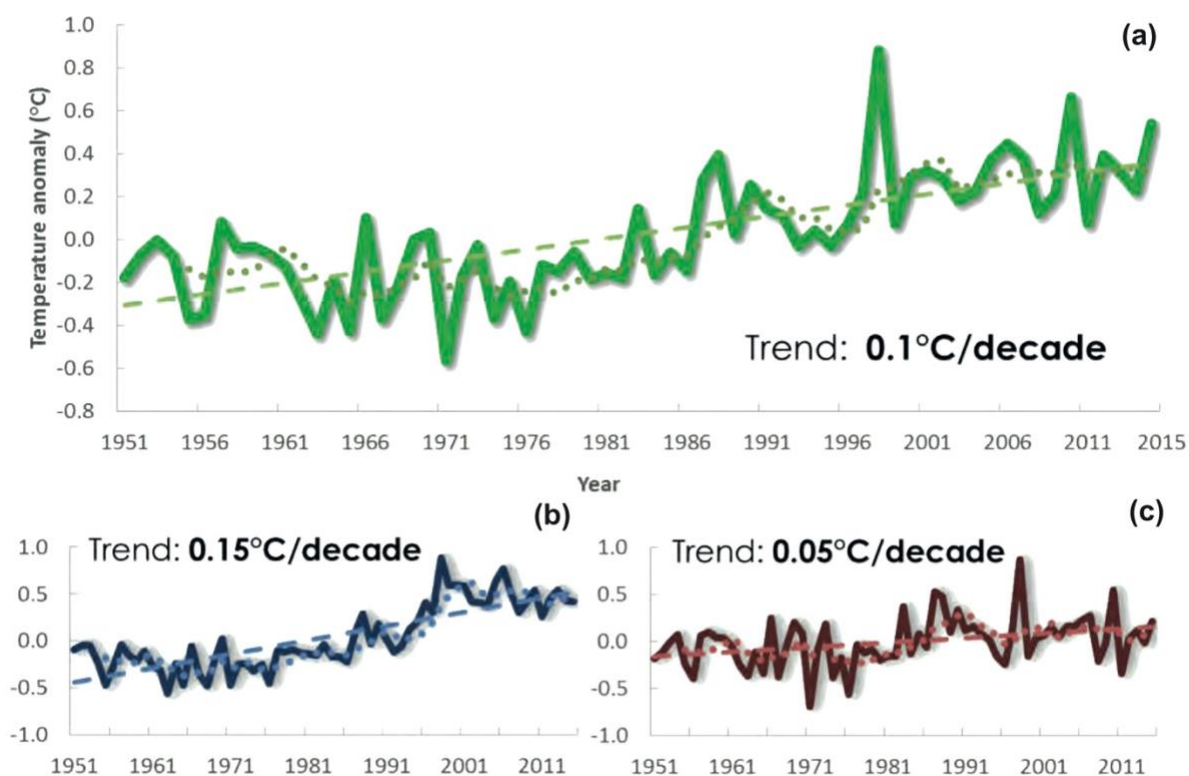 (a)
Temperature anomaly (°C)
1.0
0.8
0.6
0.4
0.2
0.0
-0.2
-0.4
-0.6
-0.8
Trend: 0.1°C/decade
1951 1956 1961 1966 1971 1976 1981 1986 1991 1996 2001 2006 2011 2015
Year
(b)
Trend: 0.15°C/decade
1.0
0.5
0.0
-0.5
-1.0
1951 1961 1971 1981 1991 2001 2011
(c)
Trend: 0.05°C/decade
1.0
0.5
0.0
-0.5
-1.0
1951 1961 1971 1981 1991 2001 2011